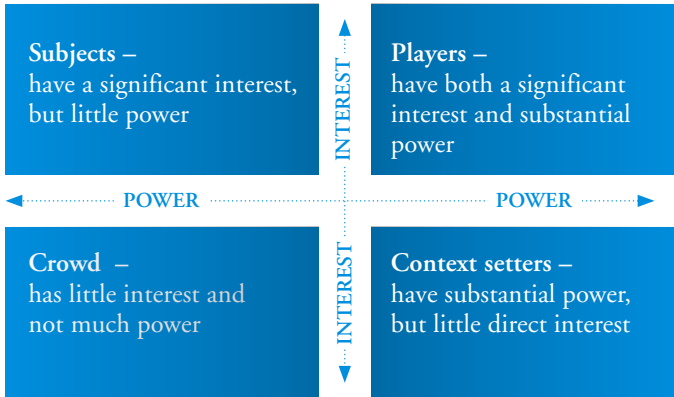 Subjects –
have a significant interest,
but little power
INTEREST
Players –
have both a significant
interest and substantial
power
POWER
POWER
Crowd –
has little interest and
not much power
INTEREST
Context setters –
have substantial power,
but little direct interest